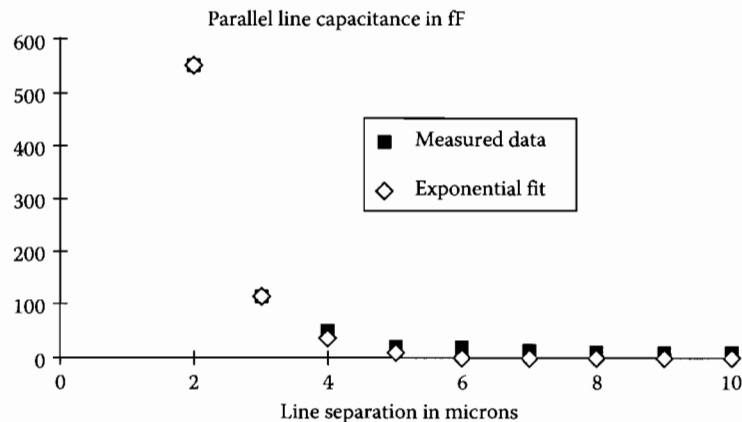 Parallel line capacitance in fF
600
500
400
300
200
100
0
Measured data
Exponential fit
0 2 4 6 8 10
Line separation in microns